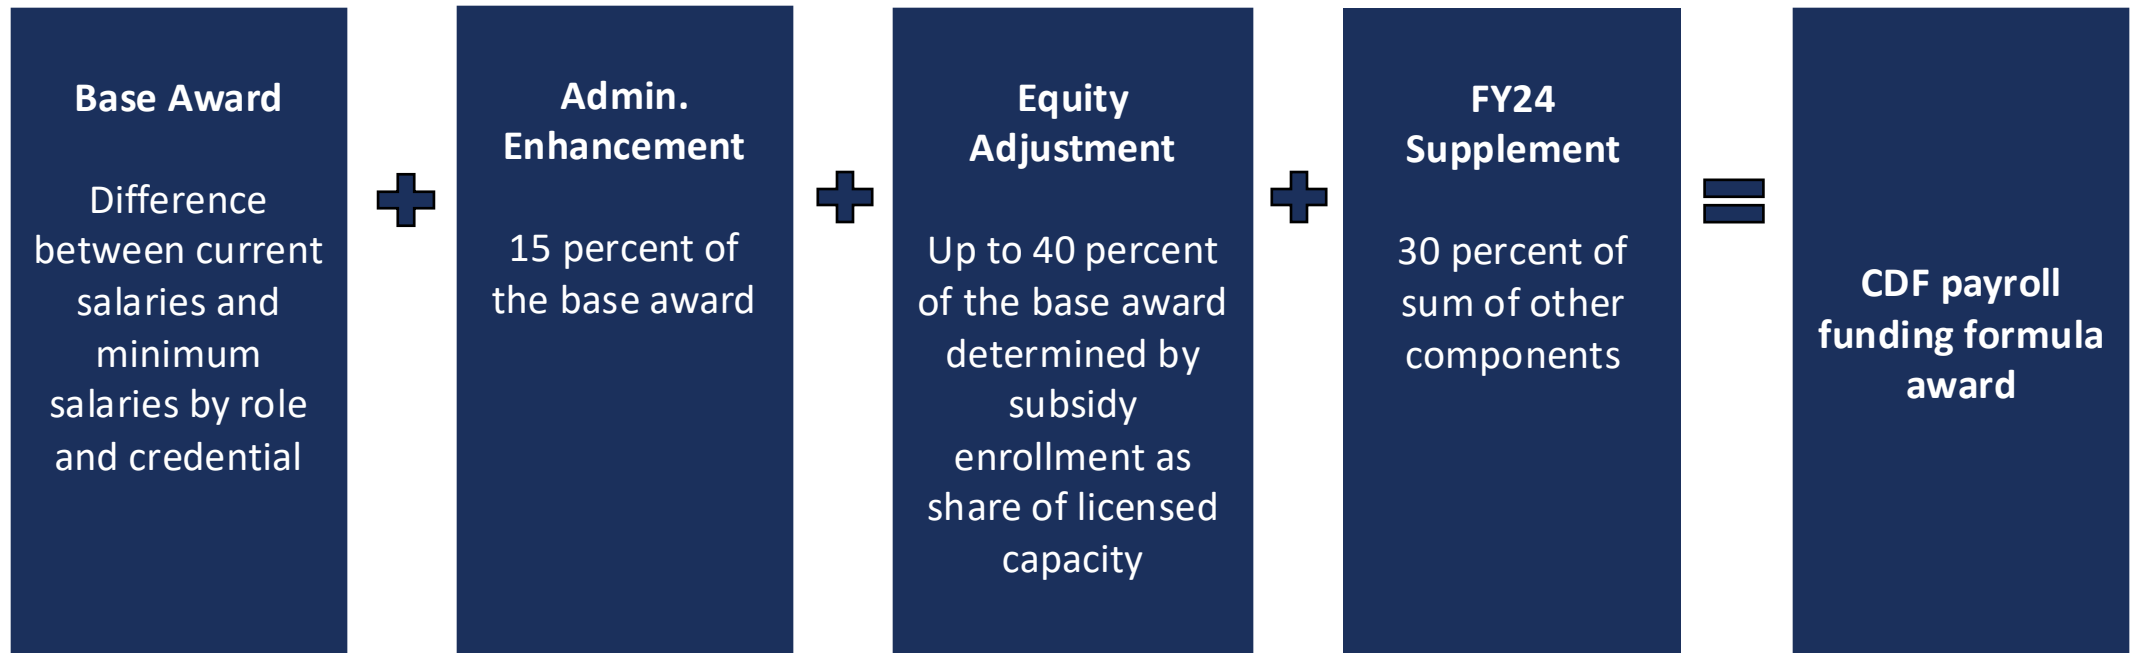 Base Award
Difference
between current
salaries and
minimum
salaries by role
and credential
Admin.
Enhancement
15 percent of
the base award
Equity
Adjustment
Up to 40 percent
of the base award
determined by
subsidy
enrollment as
share of licensed
capacity
FY24
Supplement
30 percent of
sum of other
components
CDF payroll
funding formula
award